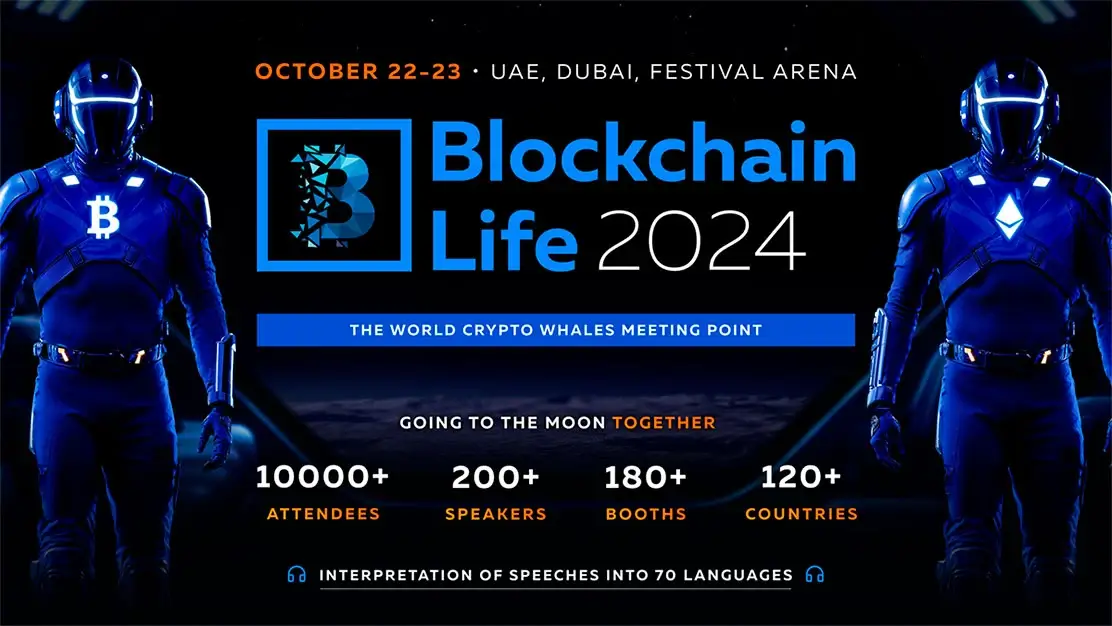 OCTOBER 22-23 • UAE, DUBAI, FESTIVAL ARENA
Blockchain
Life 2024
THE WORLD CRYPTO WHALES MEETING POINT
GOING TO THE MOON TOGETHER
10000+ 200+ 180+ 120+
ATTENDEES SPEAKERS BOOTHS COUNTRIES
INTERPRETATION OF SPEECHES INTO 70 LANGUAGES